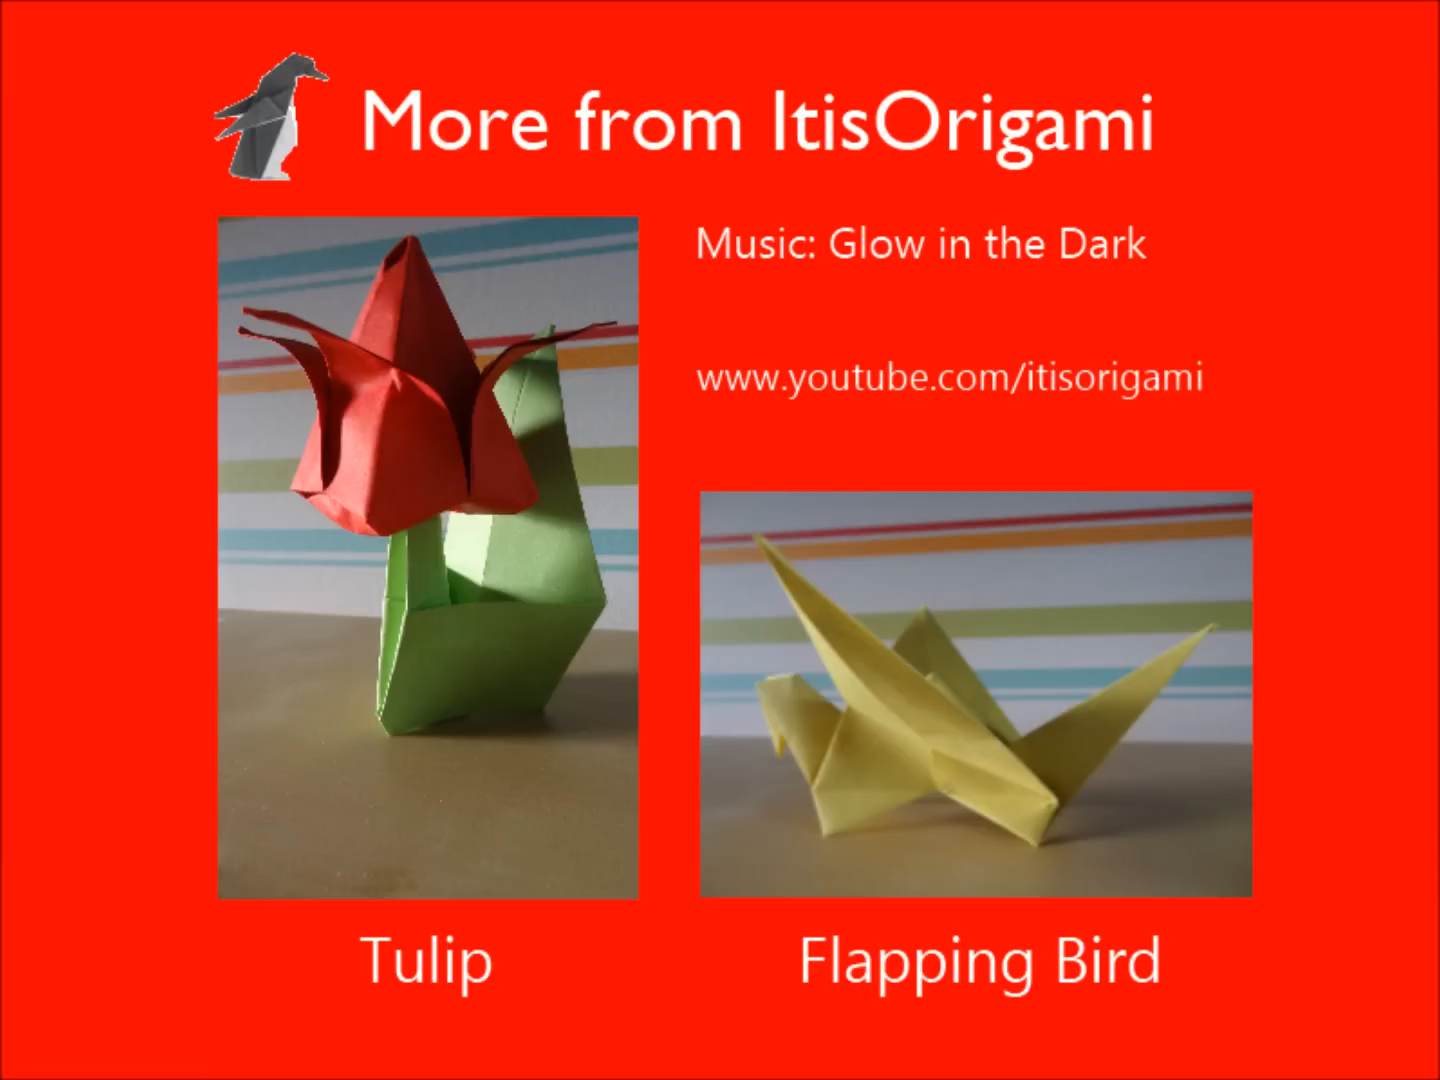 More from ItisOrigami
Music: Glow in the Dark
www.youtube.com/itisorigami
Tulip
Flapping Bird